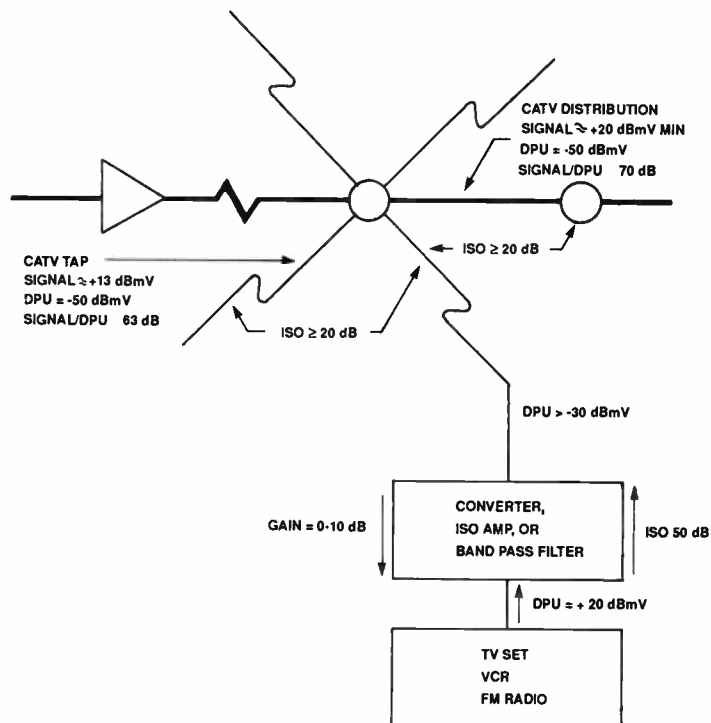 CATV DISTRIBUTION
SIGNAL ≈ +20 dBmV MIN
DPU = -50 dBmV
SIGNAL/DPU 70 dB
ISO ≥ 20 dB
CATV TAP
SIGNAL ≈ +13 dBmV
DPU = -50 dBmV
SIGNAL/DPU 63 dB
ISO ≥ 20 dB
DPU > -30 dBmV
GAIN = 0-10 dB
CONVERTER,
ISO AMP, OR
BAND PASS FILTER
ISO 50 dB
DPU = + 20 dBmV
TV SET
VCR
FM RADIO